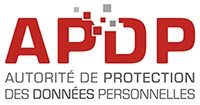 APDP
AUTORITÉ DE PROTECTION
DES DONNÉES PERSONNELLES